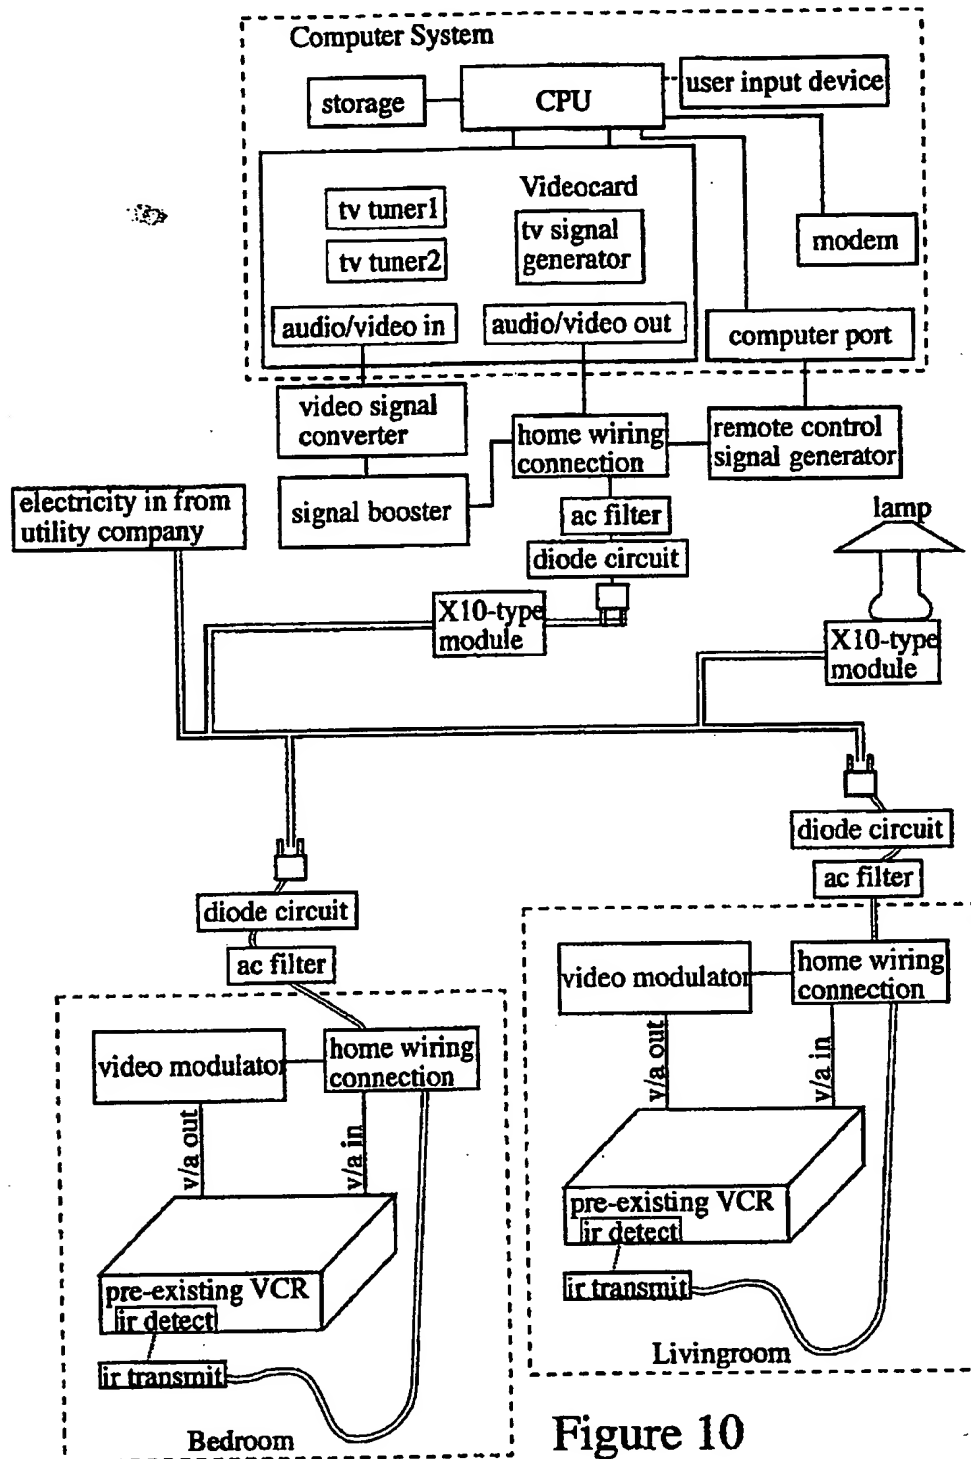 Computer System
storage
CPU
user input device
Videocard
tv tuner1
tv signal
generator
tv tuner2
modem
audio/video in
audio/video out
computer port
video signal
converter
home wiring
connection
remote control
signal generator
electricity in from
utility company
signal booster
ac filter
lamp
diode circuit
X10-type
module
X10-type
module
diode circuit
ac filter
diode circuit
ac filter
video modulator
home wiring
connection
v/a out
v/a in
pre-existing VCR
ir detect
ir transmit
Livingroom
video modulator
home wiring
connection
v/a out
v/a in
pre-existing VCR
ir detect
ir transmit
Bedroom
Figure 10